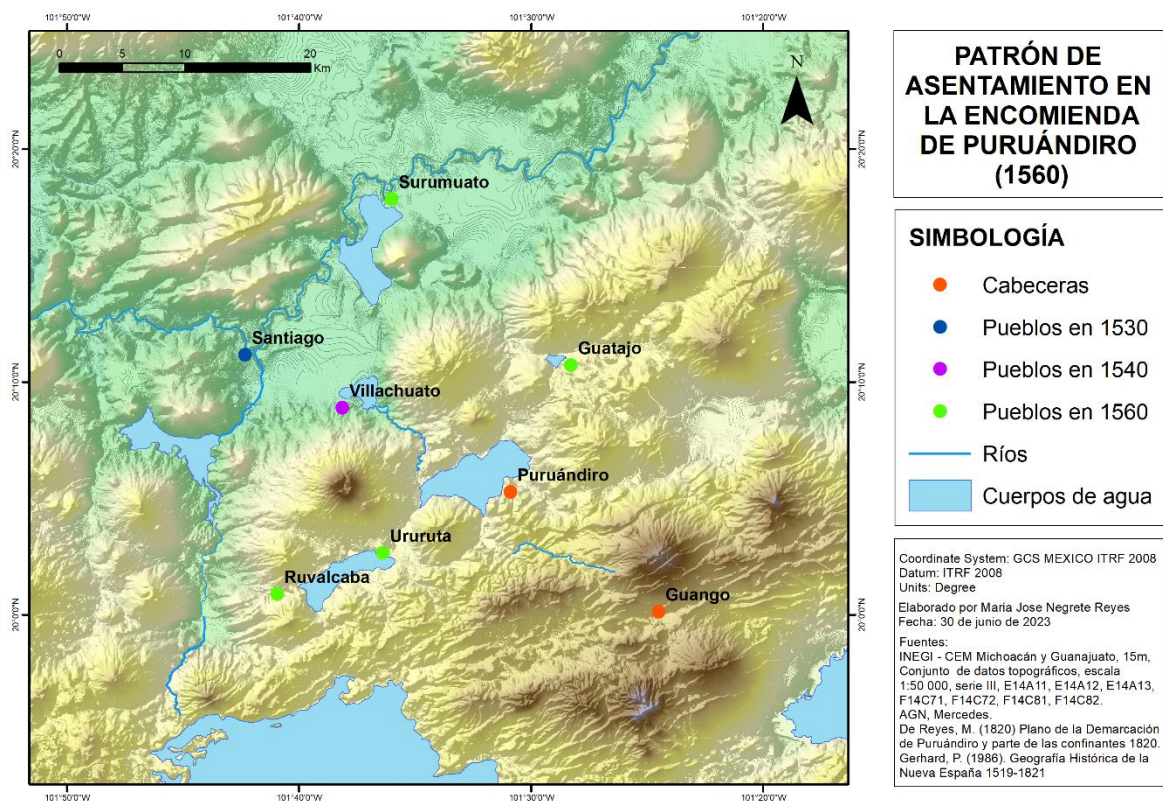 101°50'0"W 101°40'0"W 101°30'0"W 101°20'0"W
0 5 10 20
Km
N
20°20'0"N 20°20'0"N
Surumuato
Santiago
Guatajo
20°10'0"N 20°10'0"N
Villachuato
Puruándiro
Ururuta
Ruvalcaba
Guango
20°0'0"N 20°0'0"N
101°50'0"W 101°40'0"W 101°30'0"W 101°20'0"W
PATRÓN DE
ASENTAMIENTO EN
LA ENCOMIENDA
DE PURUÁNDIRO
(1560)
SIMBOLOGÍA
Cabeceras
Pueblos en 1530
Pueblos en 1540
Pueblos en 1560
Ríos
Cuerpos de agua
Coordinate System: GCS MEXICO ITRF 2008
Datum: ITRF 2008
Units: Degree
Elaborado por Maria Jose Negrete Reyes
Fecha: 30 de junio de 2023
Fuentes:
INEGI - CEM Michoacán y Guanajuato, 15m,
Conjunto de datos topográficos, escala
1:50 000, serie III, E14A11, E14A12, E14A13,
F14C71, F14C72, F14C81, F14C82.
AGN, Mercedes.
De Reyes, M. (1820) Plano de la Demarcación
de Puruándiro y parte de las confinantes 1820.
Gerhard, P. (1986). Geografía Histórica de la
Nueva España 1519-1821